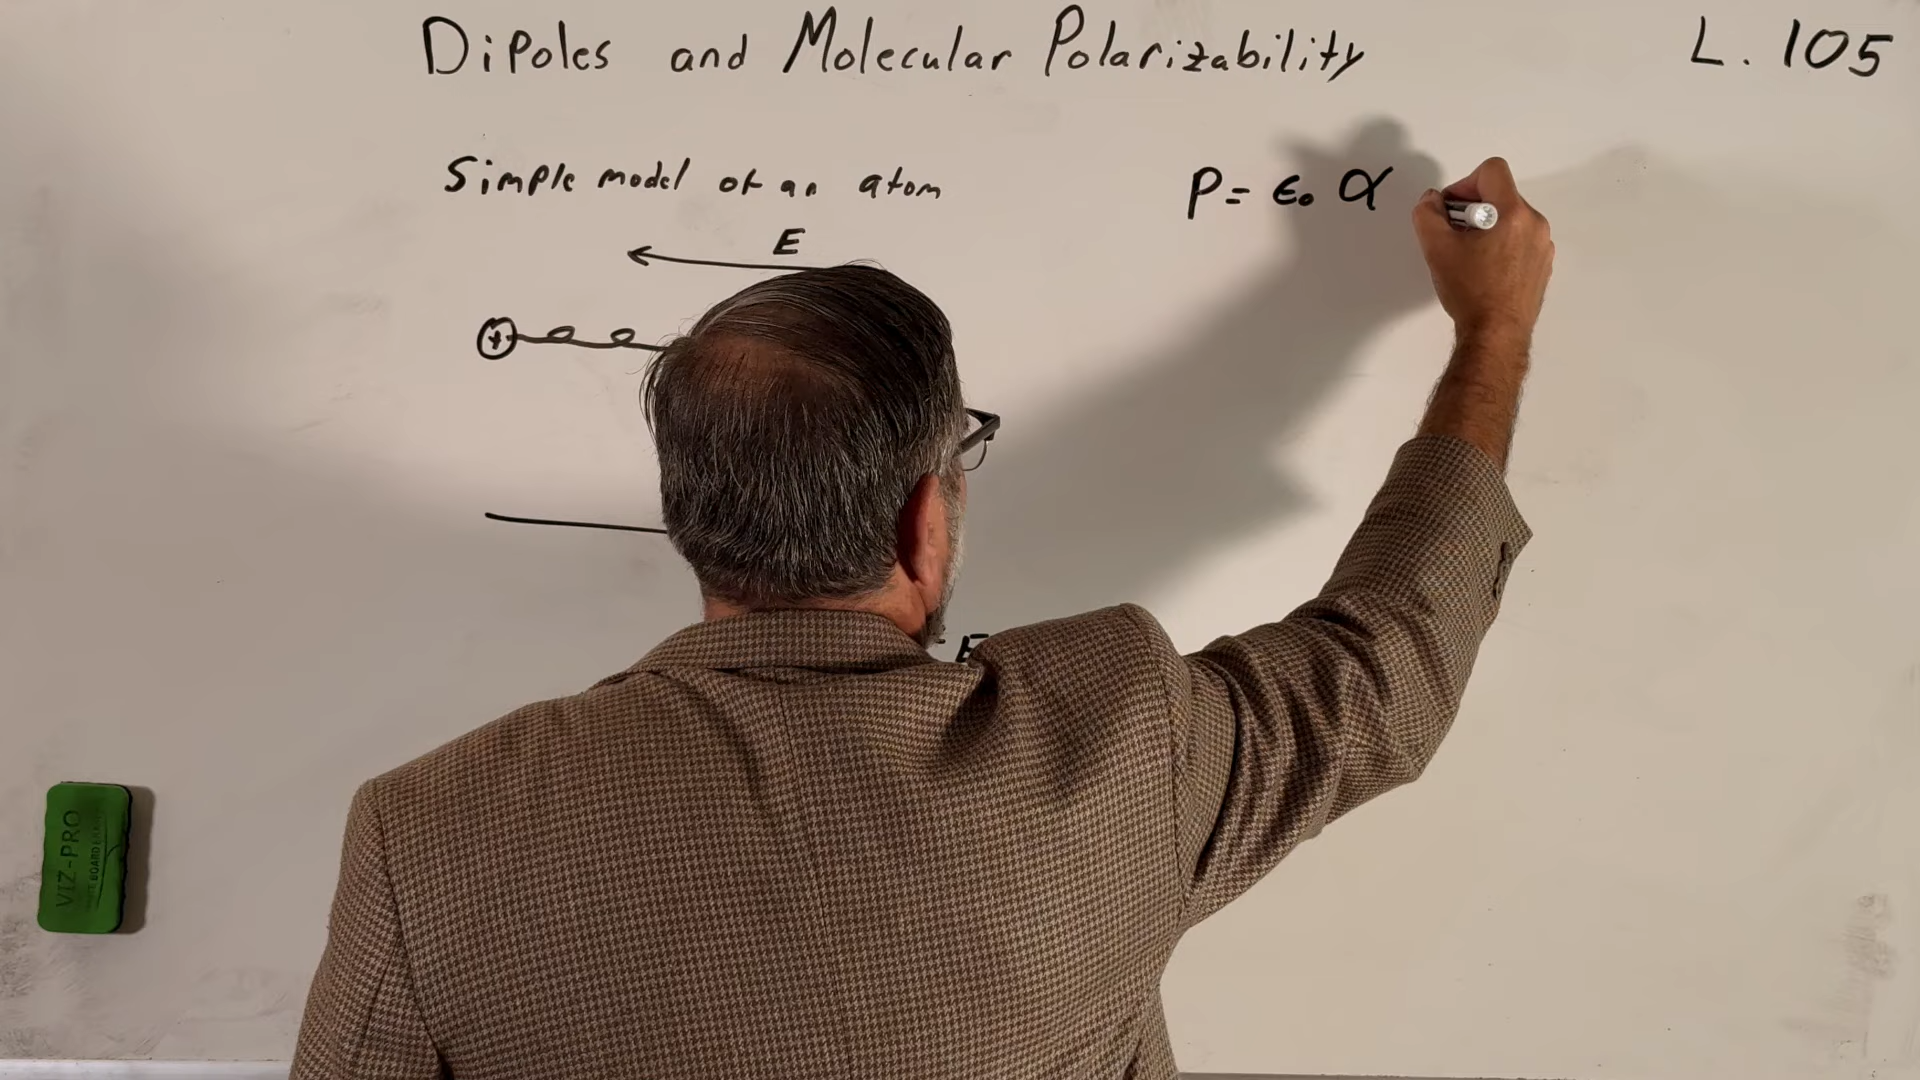 Dipoles and Molecular Polarizability
L. 105
Simple model of an atom
P = ε₀ α
E
+
E
VIZ-PRO